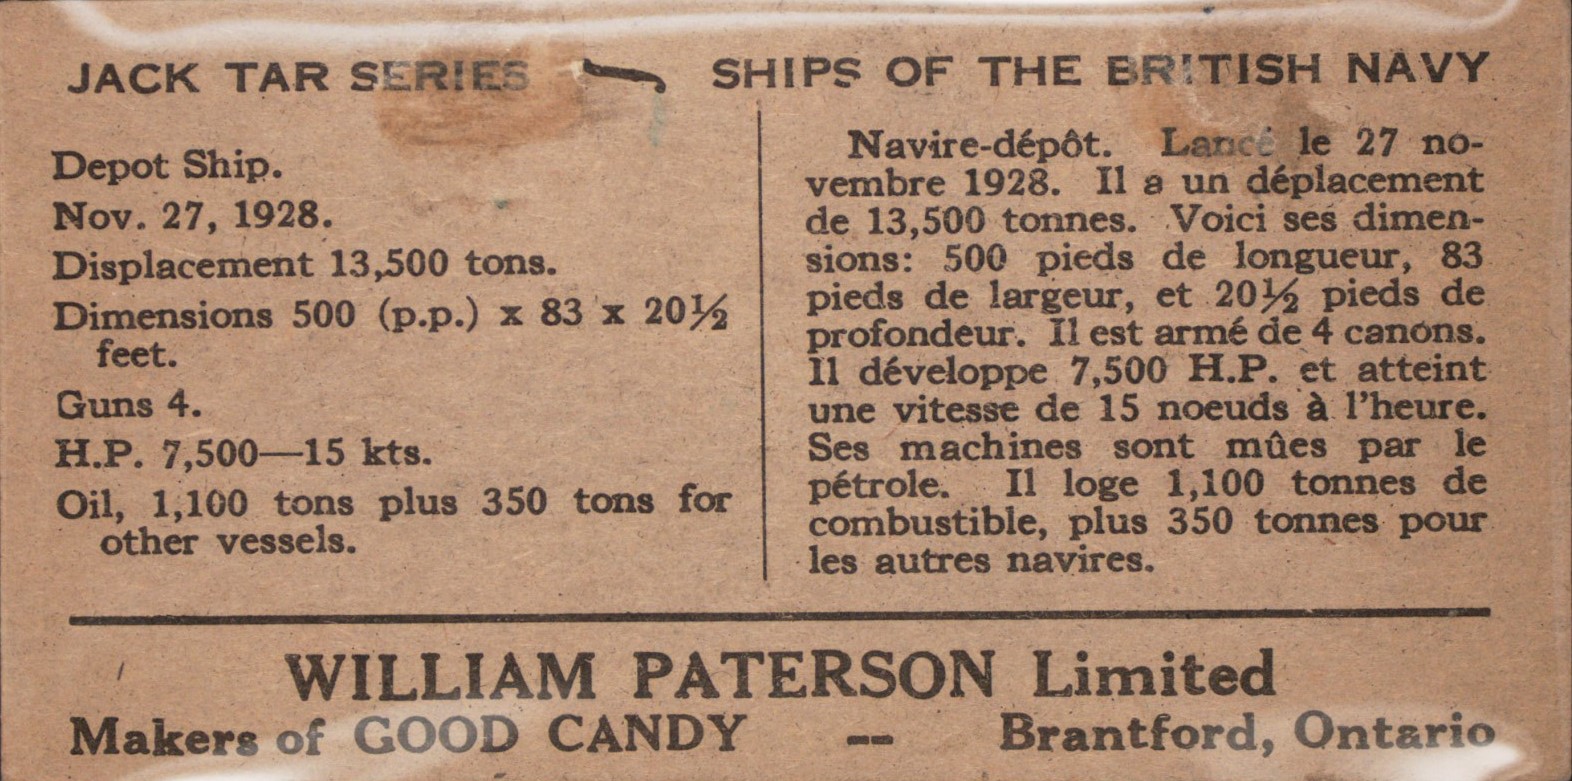 JACK TAR SERIES — SHIPS OF THE BRITISH NAVY
Depot Ship.
Nov. 27, 1928.
Displacement 13,500 tons.
Dimensions 500 (p.p.) x 83 x 20½
feet.
Guns 4.
H.P. 7,500—15 kts.
Oil, 1,100 tons plus 350 tons for
other vessels.
Navire-dépôt. Lancé le 27 no-
vembre 1928. Il a un déplacement
de 13,500 tonnes. Voici ses dimen-
sions: 500 pieds de longueur, 83
pieds de largeur, et 20½ pieds de
profondeur. Il est armé de 4 canons.
Il développe 7,500 H.P. et atteint
une vitesse de 15 noeuds à l'heure.
Ses machines sont mûes par le
pétrole. Il loge 1,100 tonnes de
combustible, plus 350 tonnes pour
les autres navires.
WILLIAM PATERSON Limited
Makers of GOOD CANDY -- Brantford, Ontario